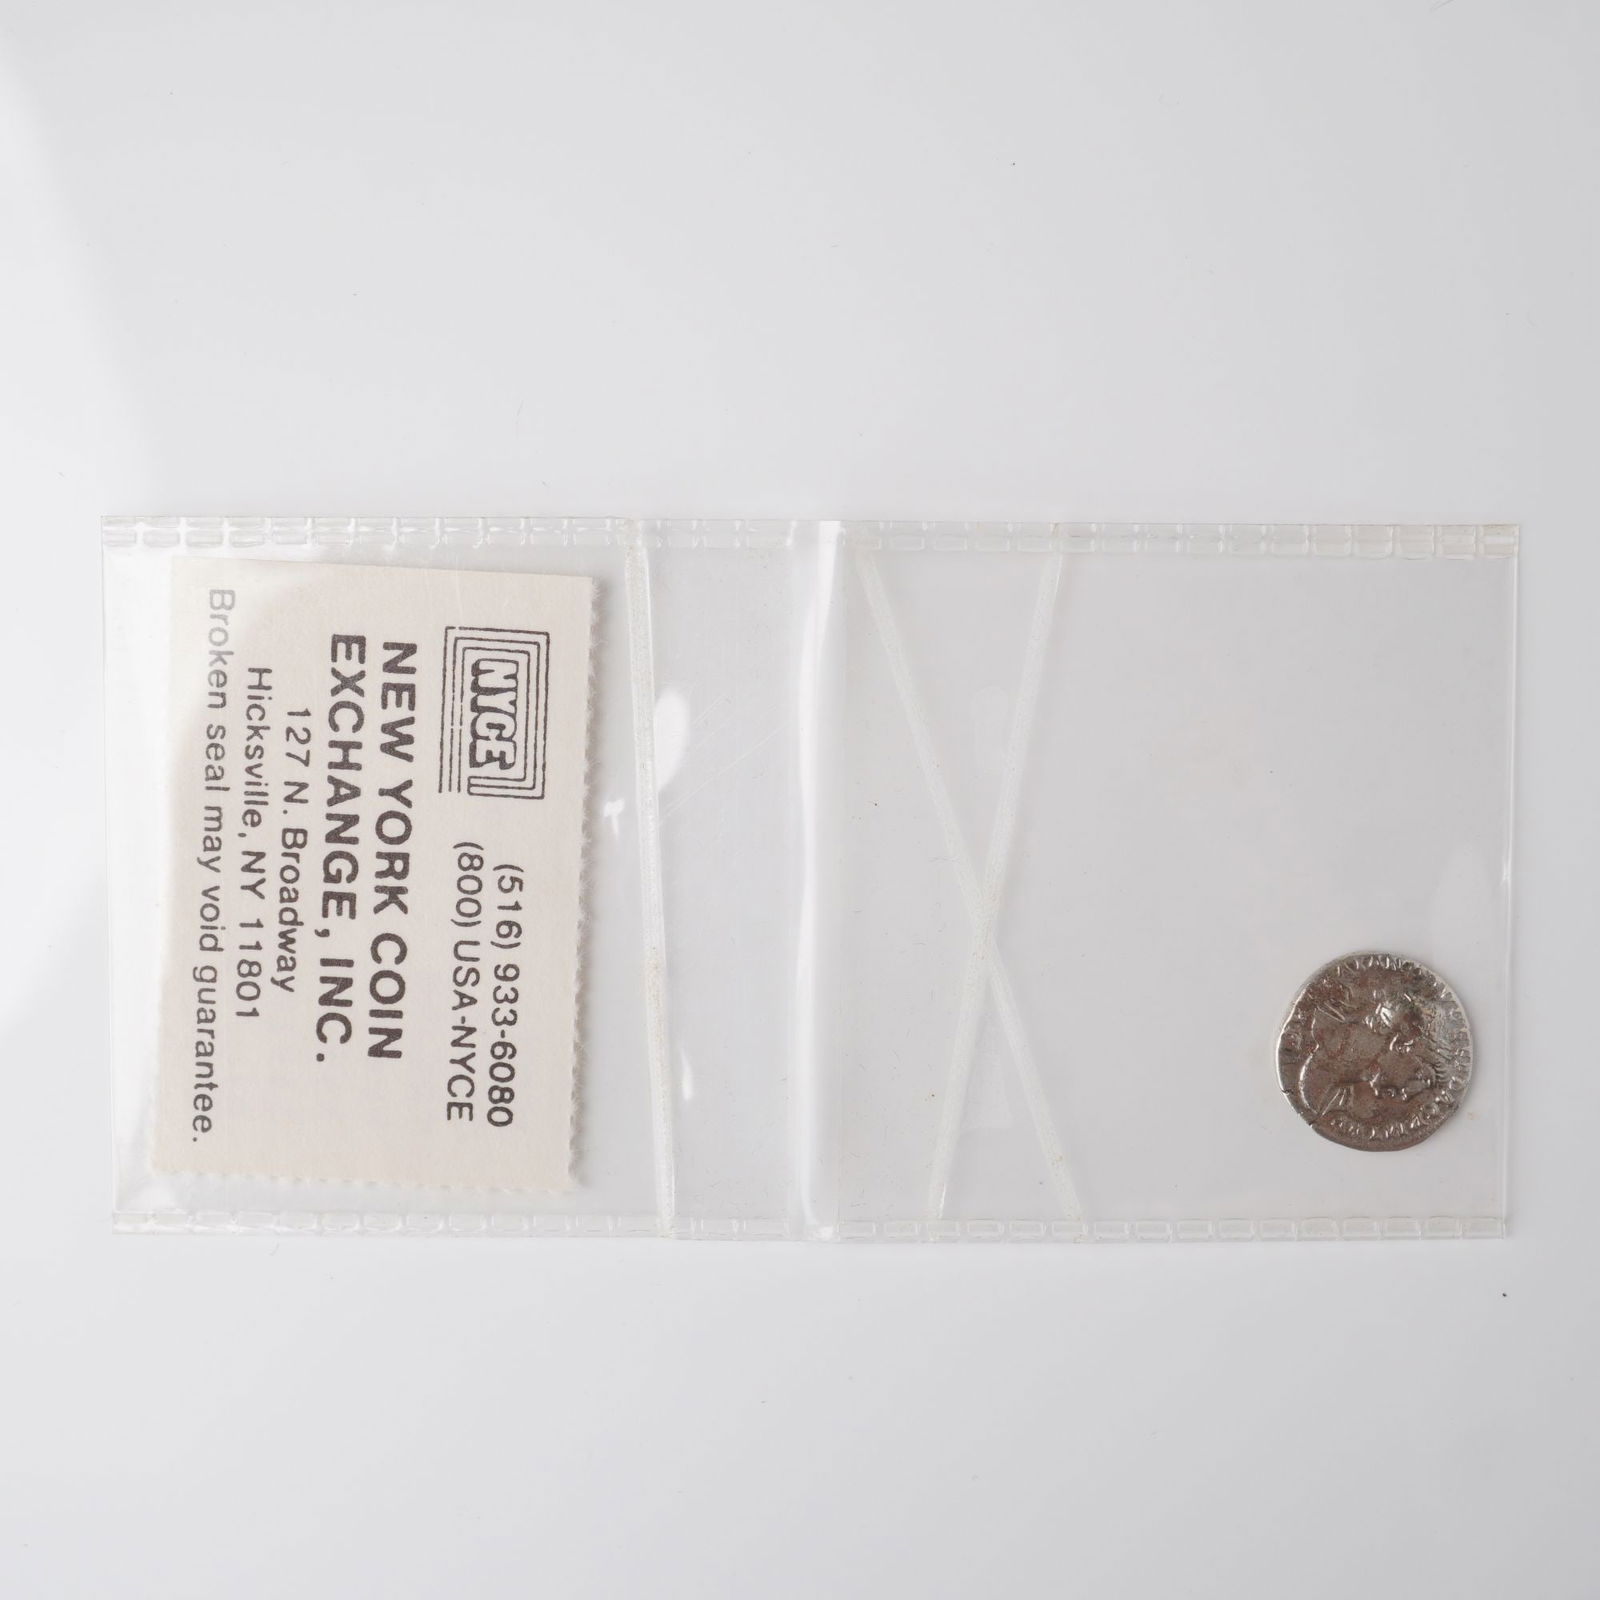 NYCE
(516) 933-6080
(800) USA-NYCE
NEW YORK COIN
EXCHANGE, INC.
127 N. Broadway
Hicksville, NY 11801
Broken seal may void guarantee.